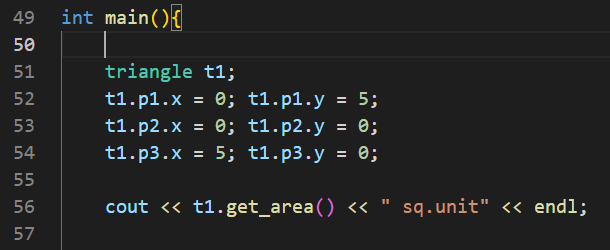 49 int main(){
50
51 triangle t1;
52 t1.p1.x = 0; t1.p1.y = 5;
53 t1.p2.x = 0; t1.p2.y = 0;
54 t1.p3.x = 5; t1.p3.y = 0;
55
56 cout << t1.get_area() << " sq.unit" << endl;
57